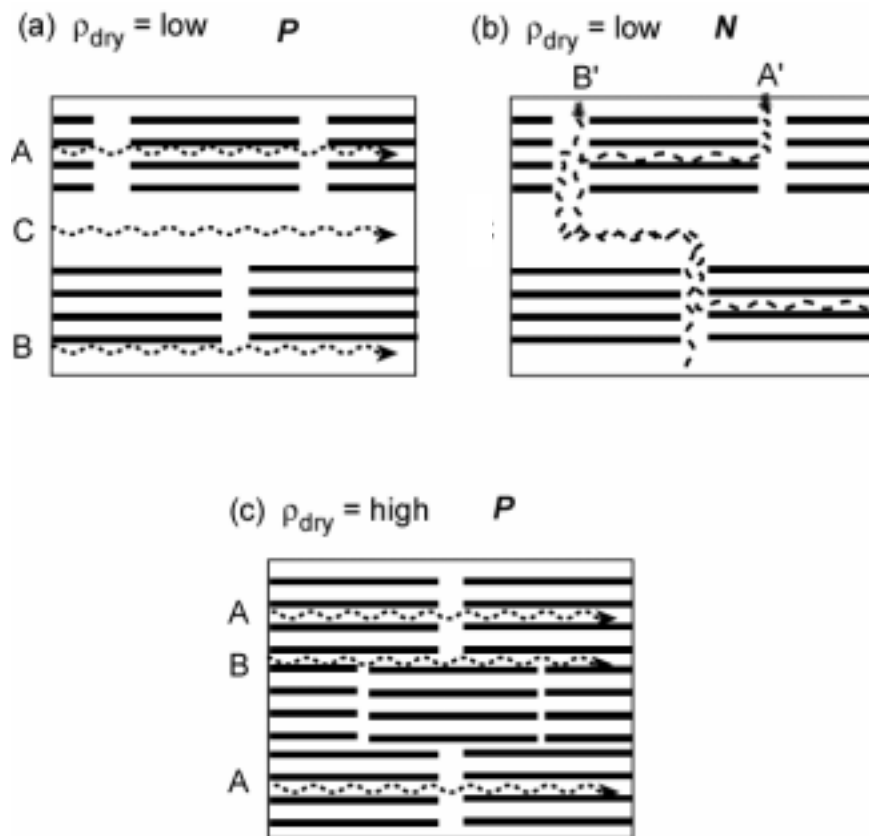 (a) ρdry = low P
A
C
B
(b) ρdry = low N
B' A'
(c) ρdry = high P
A
B
A